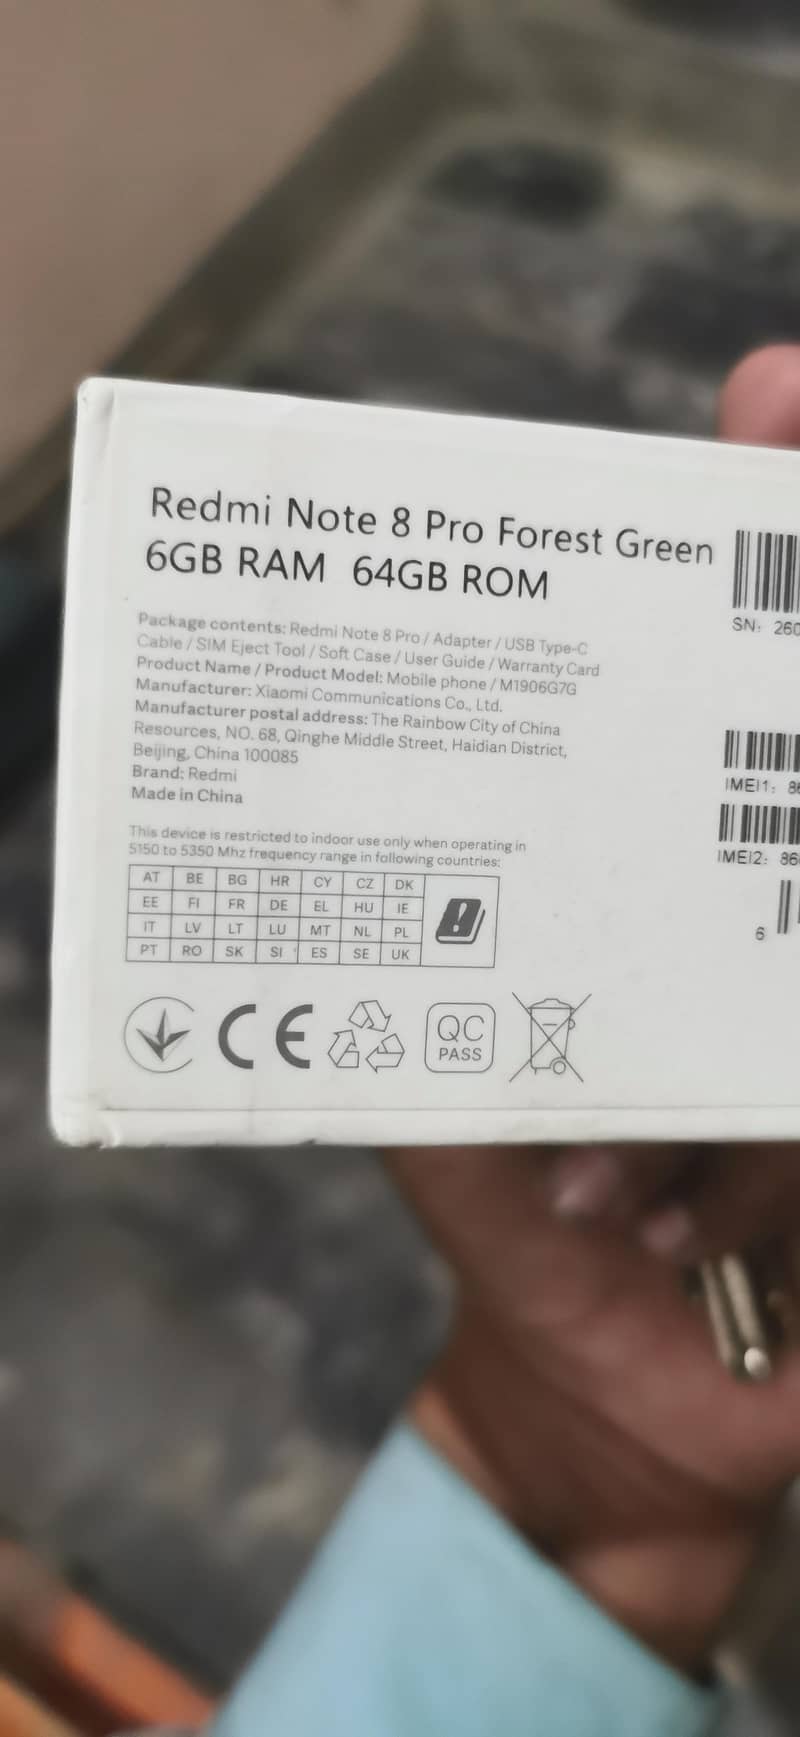 Redmi Note 8 Pro Forest Green
6GB RAM 64GB ROM
Package contents: Redmi Note 8 Pro / Adapter / USB Type-C
Cable / SIM Eject Tool / Soft Case / User Guide / Warranty Card
Product Name / Product Model: Mobile phone / M1906G7G
Manufacturer: Xiaomi Communications Co., Ltd.
Manufacturer postal address: The Rainbow City of China
Resources, NO. 68, Qinghe Middle Street, Haidian District,
Beijing, China 100085
Brand: Redmi
Made in China
This device is restricted to indoor use only when operating in
5150 to 5350 Mhz frequency range in following countries:
AT BE BG HR CY CZ DK
EE FI FR DE EL HU IE
IT LV LT LU MT NL PL
PT RO SK SI ES SE UK
CE
QC
PASS
SN: 260
IMEI1: 86
IMEI2: 86
6